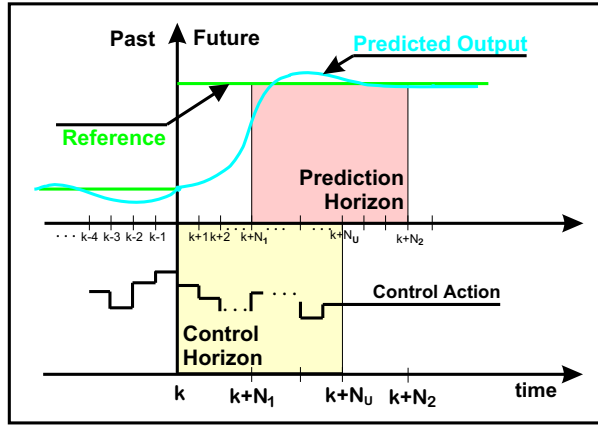 Past Future
Predicted Output
Reference
Prediction
Horizon
· · · k-4 k-3 k-2 k-1 k+1 k+2 · · · k+N1 · · · · · · k+NU k+N2
Control Action
Control
Horizon
k k+N1 k+NU k+N2 time